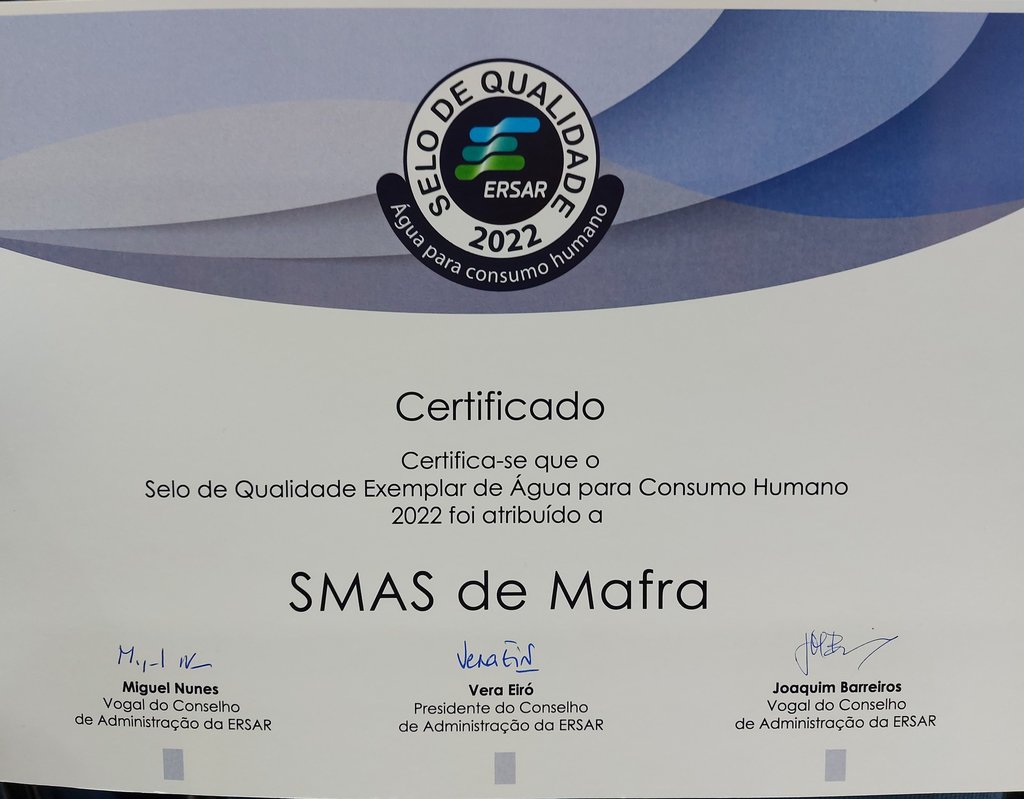 SELO DE QUALIDADE
ERSAR
2022
Água para consumo humano
Certificado
Certifica-se que o
Selo de Qualidade Exemplar de Água para Consumo Humano
2022 foi atribuído a
SMAS de Mafra
Vera Eiró
Miguel Nunes
Vogal do Conselho
de Administração da ERSAR
Vera Eiró
Presidente do Conselho
de Administração da ERSAR
Joaquim Barreiros
Vogal do Conselho
de Administração da ERSAR